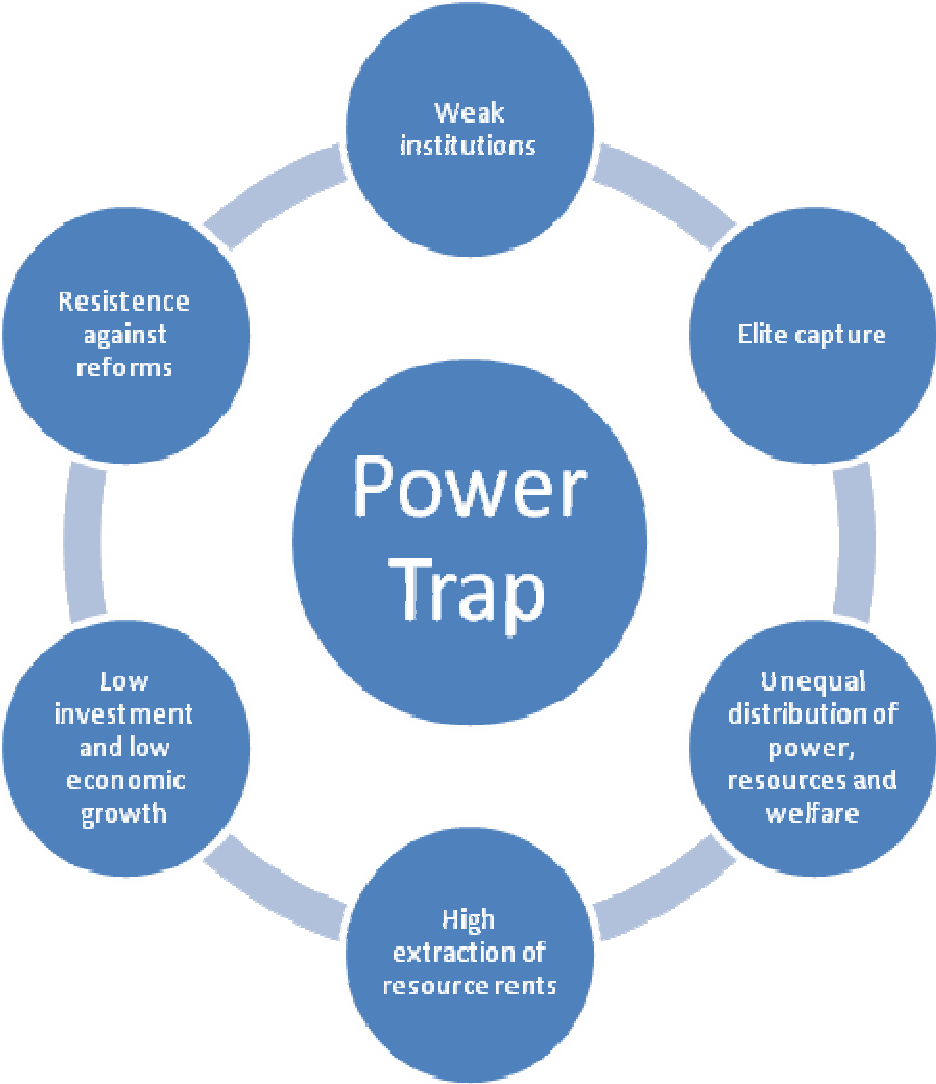 Weak
institutions
Elite capture
Unequal
distribution of
power,
resources and
welfare
High
extraction of
resource rents
Low
investment
and low
economic
growth
Resistence
against
reforms
Power
Trap